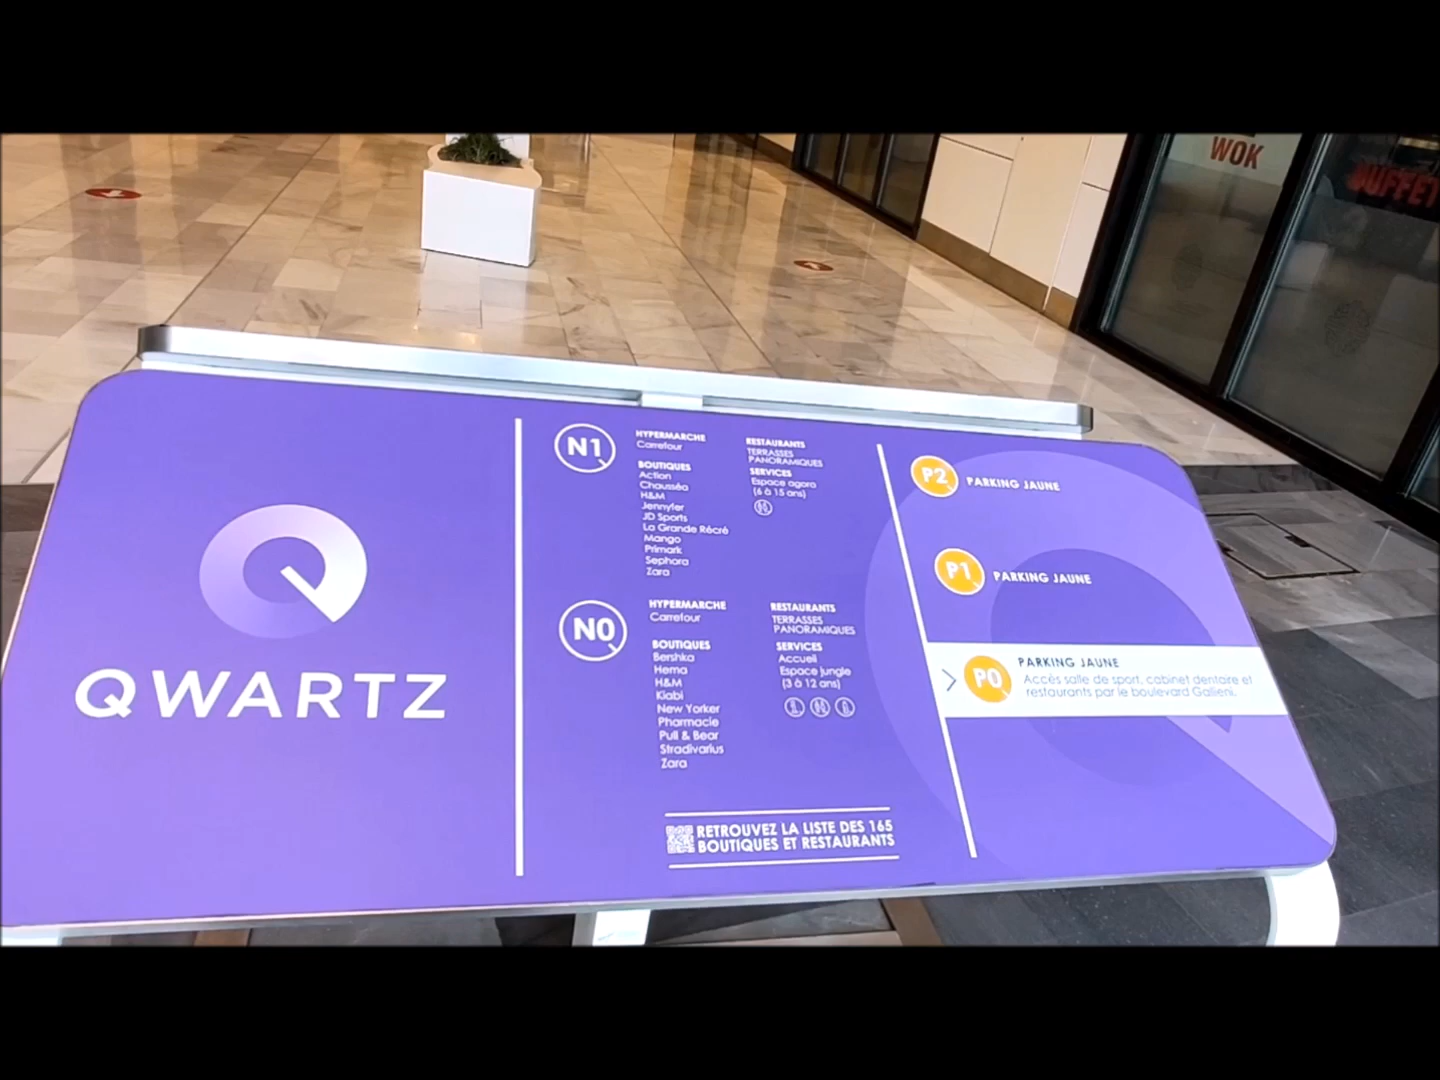 WOK
BUFFET
QWARTZ
N1
HYPERMARCHE
Carrefour
BOUTIQUES
Action
Chausséa
H&M
Jennyfer
JD Sports
La Grande Récré
Mango
Primark
Sephora
Zara
RESTAURANTS
TERRASSES
PANORAMIQUES
SERVICES
Espace agora
(6 à 15 ans)
N0
HYPERMARCHE
Carrefour
BOUTIQUES
Bershka
Hema
H&M
Kiabi
New Yorker
Pharmacie
Pull & Bear
Stradivarius
Zara
RESTAURANTS
TERRASSES
PANORAMIQUES
SERVICES
Accueil
Espace jungle
(3 à 12 ans)
RETROUVEZ LA LISTE DES 165
BOUTIQUES ET RESTAURANTS
P2 PARKING JAUNE
P1 PARKING JAUNE
P0 PARKING JAUNE
Accès salle de sport, cabinet dentaire et
restaurants par le boulevard Gallieni.